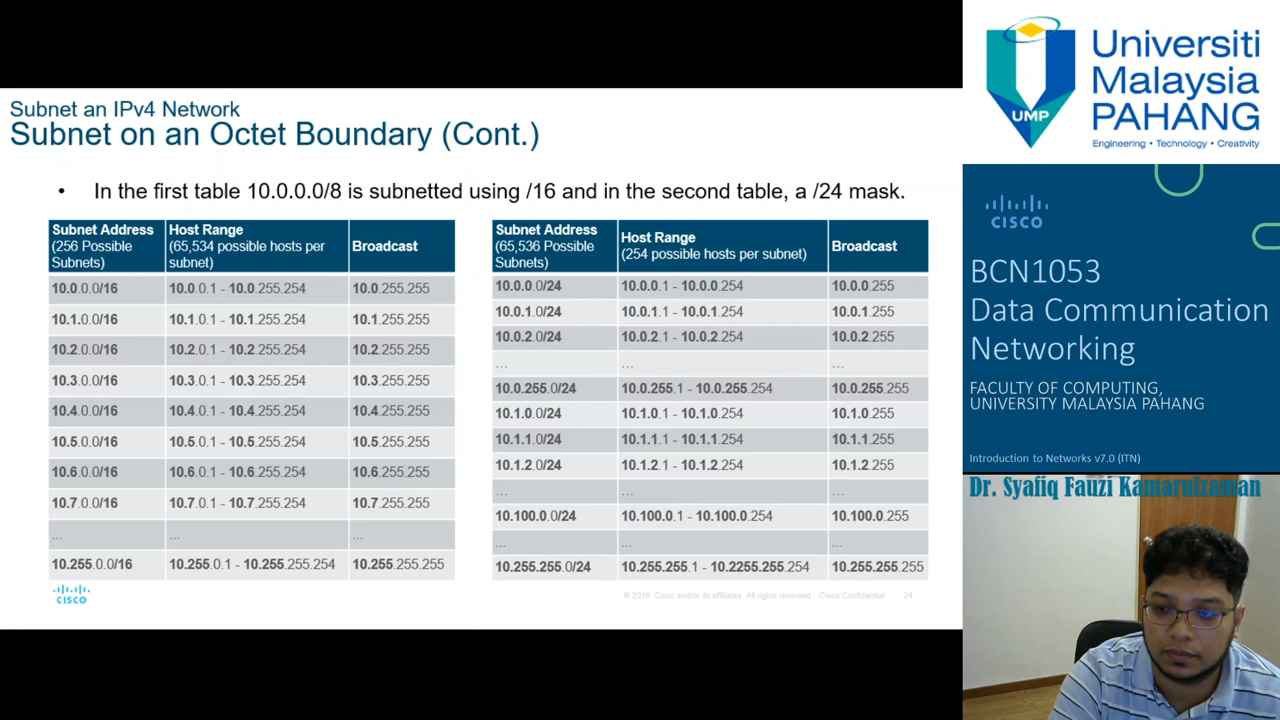 Subnet an IPv4 Network
Subnet on an Octet Boundary (Cont.)
• In the first table 10.0.0.0/8 is subnetted using /16 and in the second table, a /24 mask.
Subnet Address (256 Possible Subnets) Host Range (65,534 possible hosts per subnet) Broadcast
10.0.0.0/16 10.0.0.1 - 10.0.255.254 10.0.255.255
10.1.0.0/16 10.1.0.1 - 10.1.255.254 10.1.255.255
10.2.0.0/16 10.2.0.1 - 10.2.255.254 10.2.255.255
10.3.0.0/16 10.3.0.1 - 10.3.255.254 10.3.255.255
10.4.0.0/16 10.4.0.1 - 10.4.255.254 10.4.255.255
10.5.0.0/16 10.5.0.1 - 10.5.255.254 10.5.255.255
10.6.0.0/16 10.6.0.1 - 10.6.255.254 10.6.255.255
10.7.0.0/16 10.7.0.1 - 10.7.255.254 10.7.255.255
... ... ...
10.255.0.0/16 10.255.0.1 - 10.255.255.254 10.255.255.255
Subnet Address (65,536 Possible Subnets) Host Range (254 possible hosts per subnet) Broadcast
10.0.0.0/24 10.0.0.1 - 10.0.0.254 10.0.0.255
10.0.1.0/24 10.0.1.1 - 10.0.1.254 10.0.1.255
10.0.2.0/24 10.0.2.1 - 10.0.2.254 10.0.2.255
... ... ...
10.0.255.0/24 10.0.255.1 - 10.0.255.254 10.0.255.255
10.1.0.0/24 10.1.0.1 - 10.1.0.254 10.1.0.255
10.1.1.0/24 10.1.1.1 - 10.1.1.254 10.1.1.255
10.1.2.0/24 10.1.2.1 - 10.1.2.254 10.1.2.255
... ... ...
10.100.0.0/24 10.100.0.1 - 10.100.0.254 10.100.0.255
... ... ...
10.255.255.0/24 10.255.255.1 - 10.2255.255.254 10.255.255.255
CISCO
© 2016 Cisco and/or its affiliates. All rights reserved. Cisco Confidential 24
UMP
Universiti
Malaysia
PAHANG
Engineering • Technology • Creativity
CISCO
BCN1053
Data Communication
Networking
FACULTY OF COMPUTING,
UNIVERSITY MALAYSIA PAHANG
Introduction to Networks v7.0 (ITN)
Dr. Syafiq Fauzi Kamarulzaman